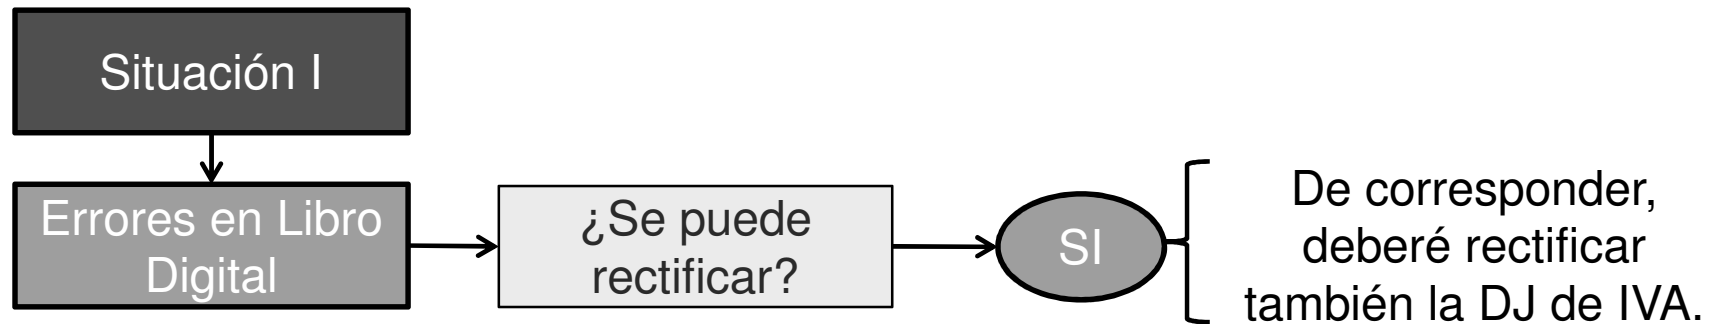 Situación I
Errores en Libro
Digital
¿Se puede
rectificar?
SI
De corresponder,
deberé rectificar
también la DJ de IVA.